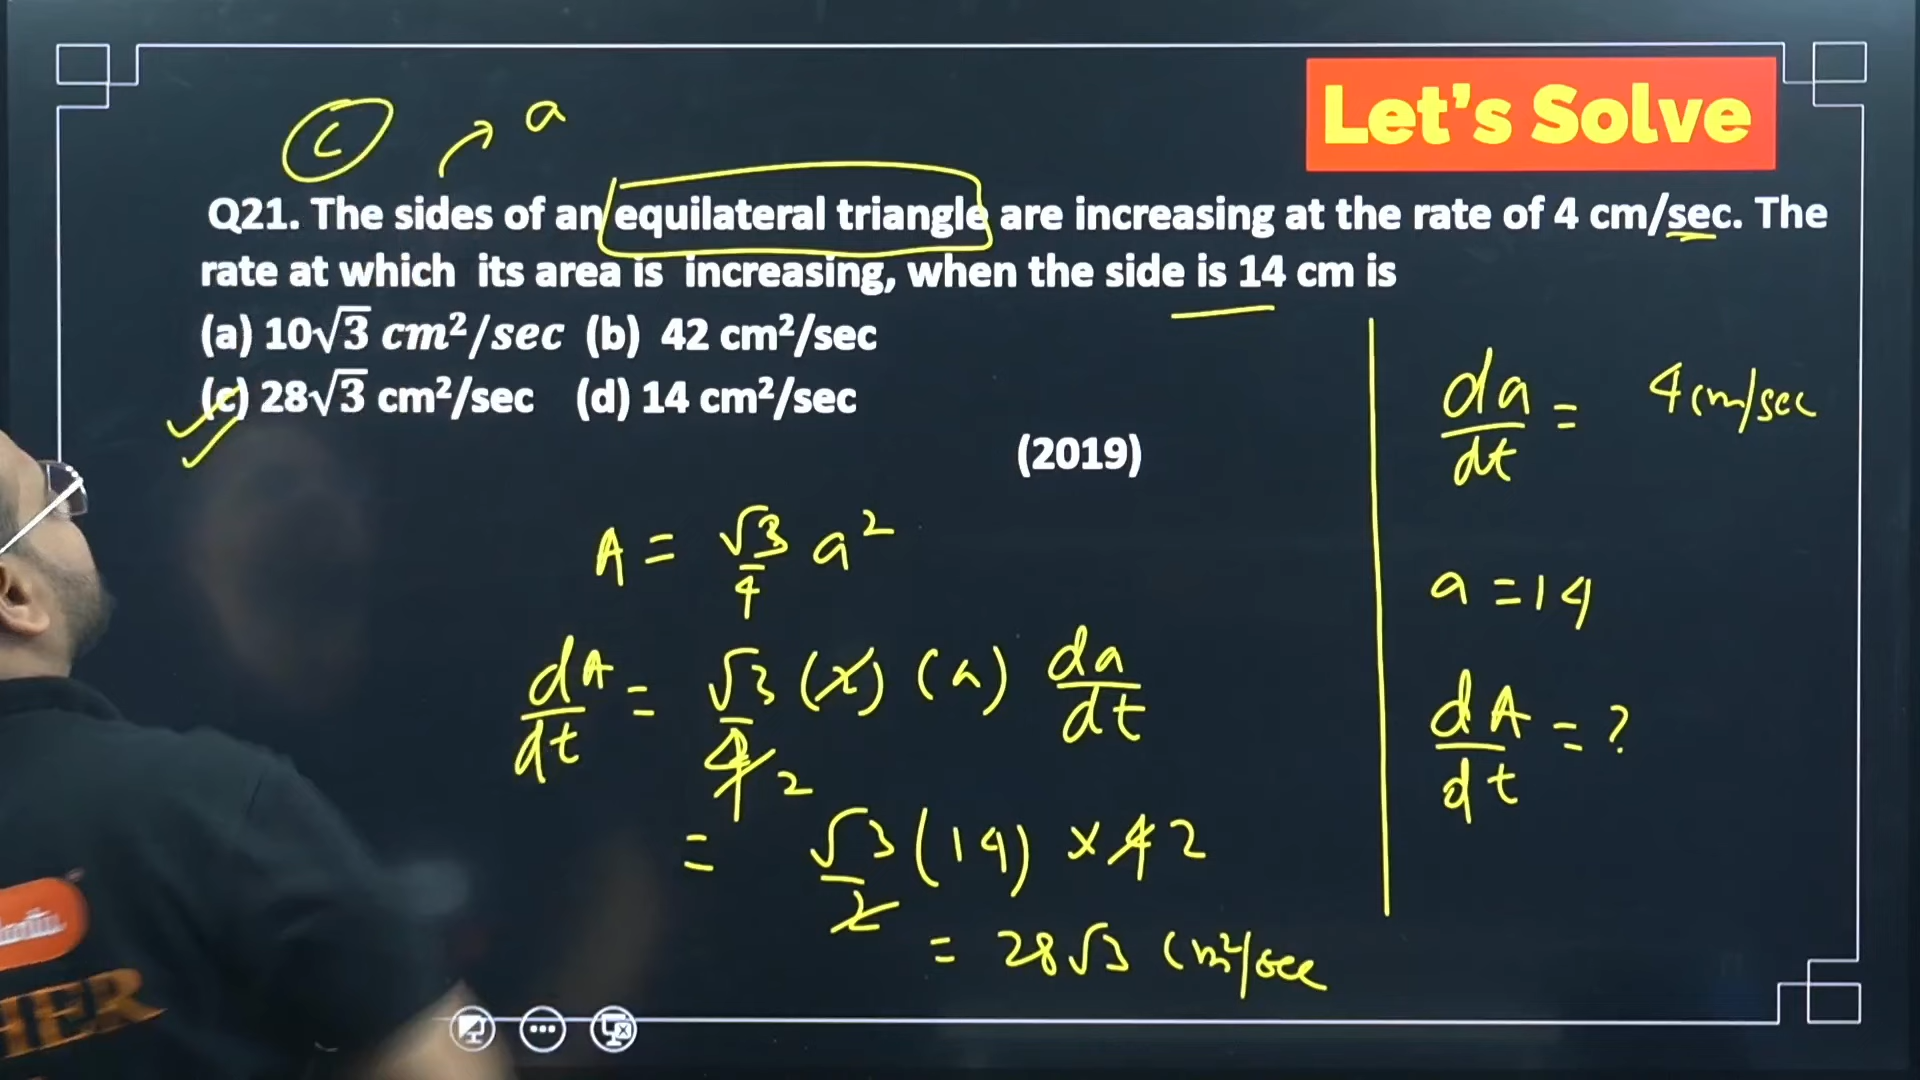 Let's Solve
(c) → a
Q21. The sides of an equilateral triangle are increasing at the rate of 4 cm/sec. The
rate at which its area is increasing, when the side is 14 cm is
(a) 10√3 cm²/sec (b) 42 cm²/sec
(c) 28√3 cm²/sec (d) 14 cm²/sec
(2019)
da/dt = 4 cm/sec
a = 14
dA/dt = ?
A = √3/4 a²
dA/dt = √3/4 (2) (a) da/dt
2
= √3/2 (14) × 4 2
= 28√3 cm²/sec
HER